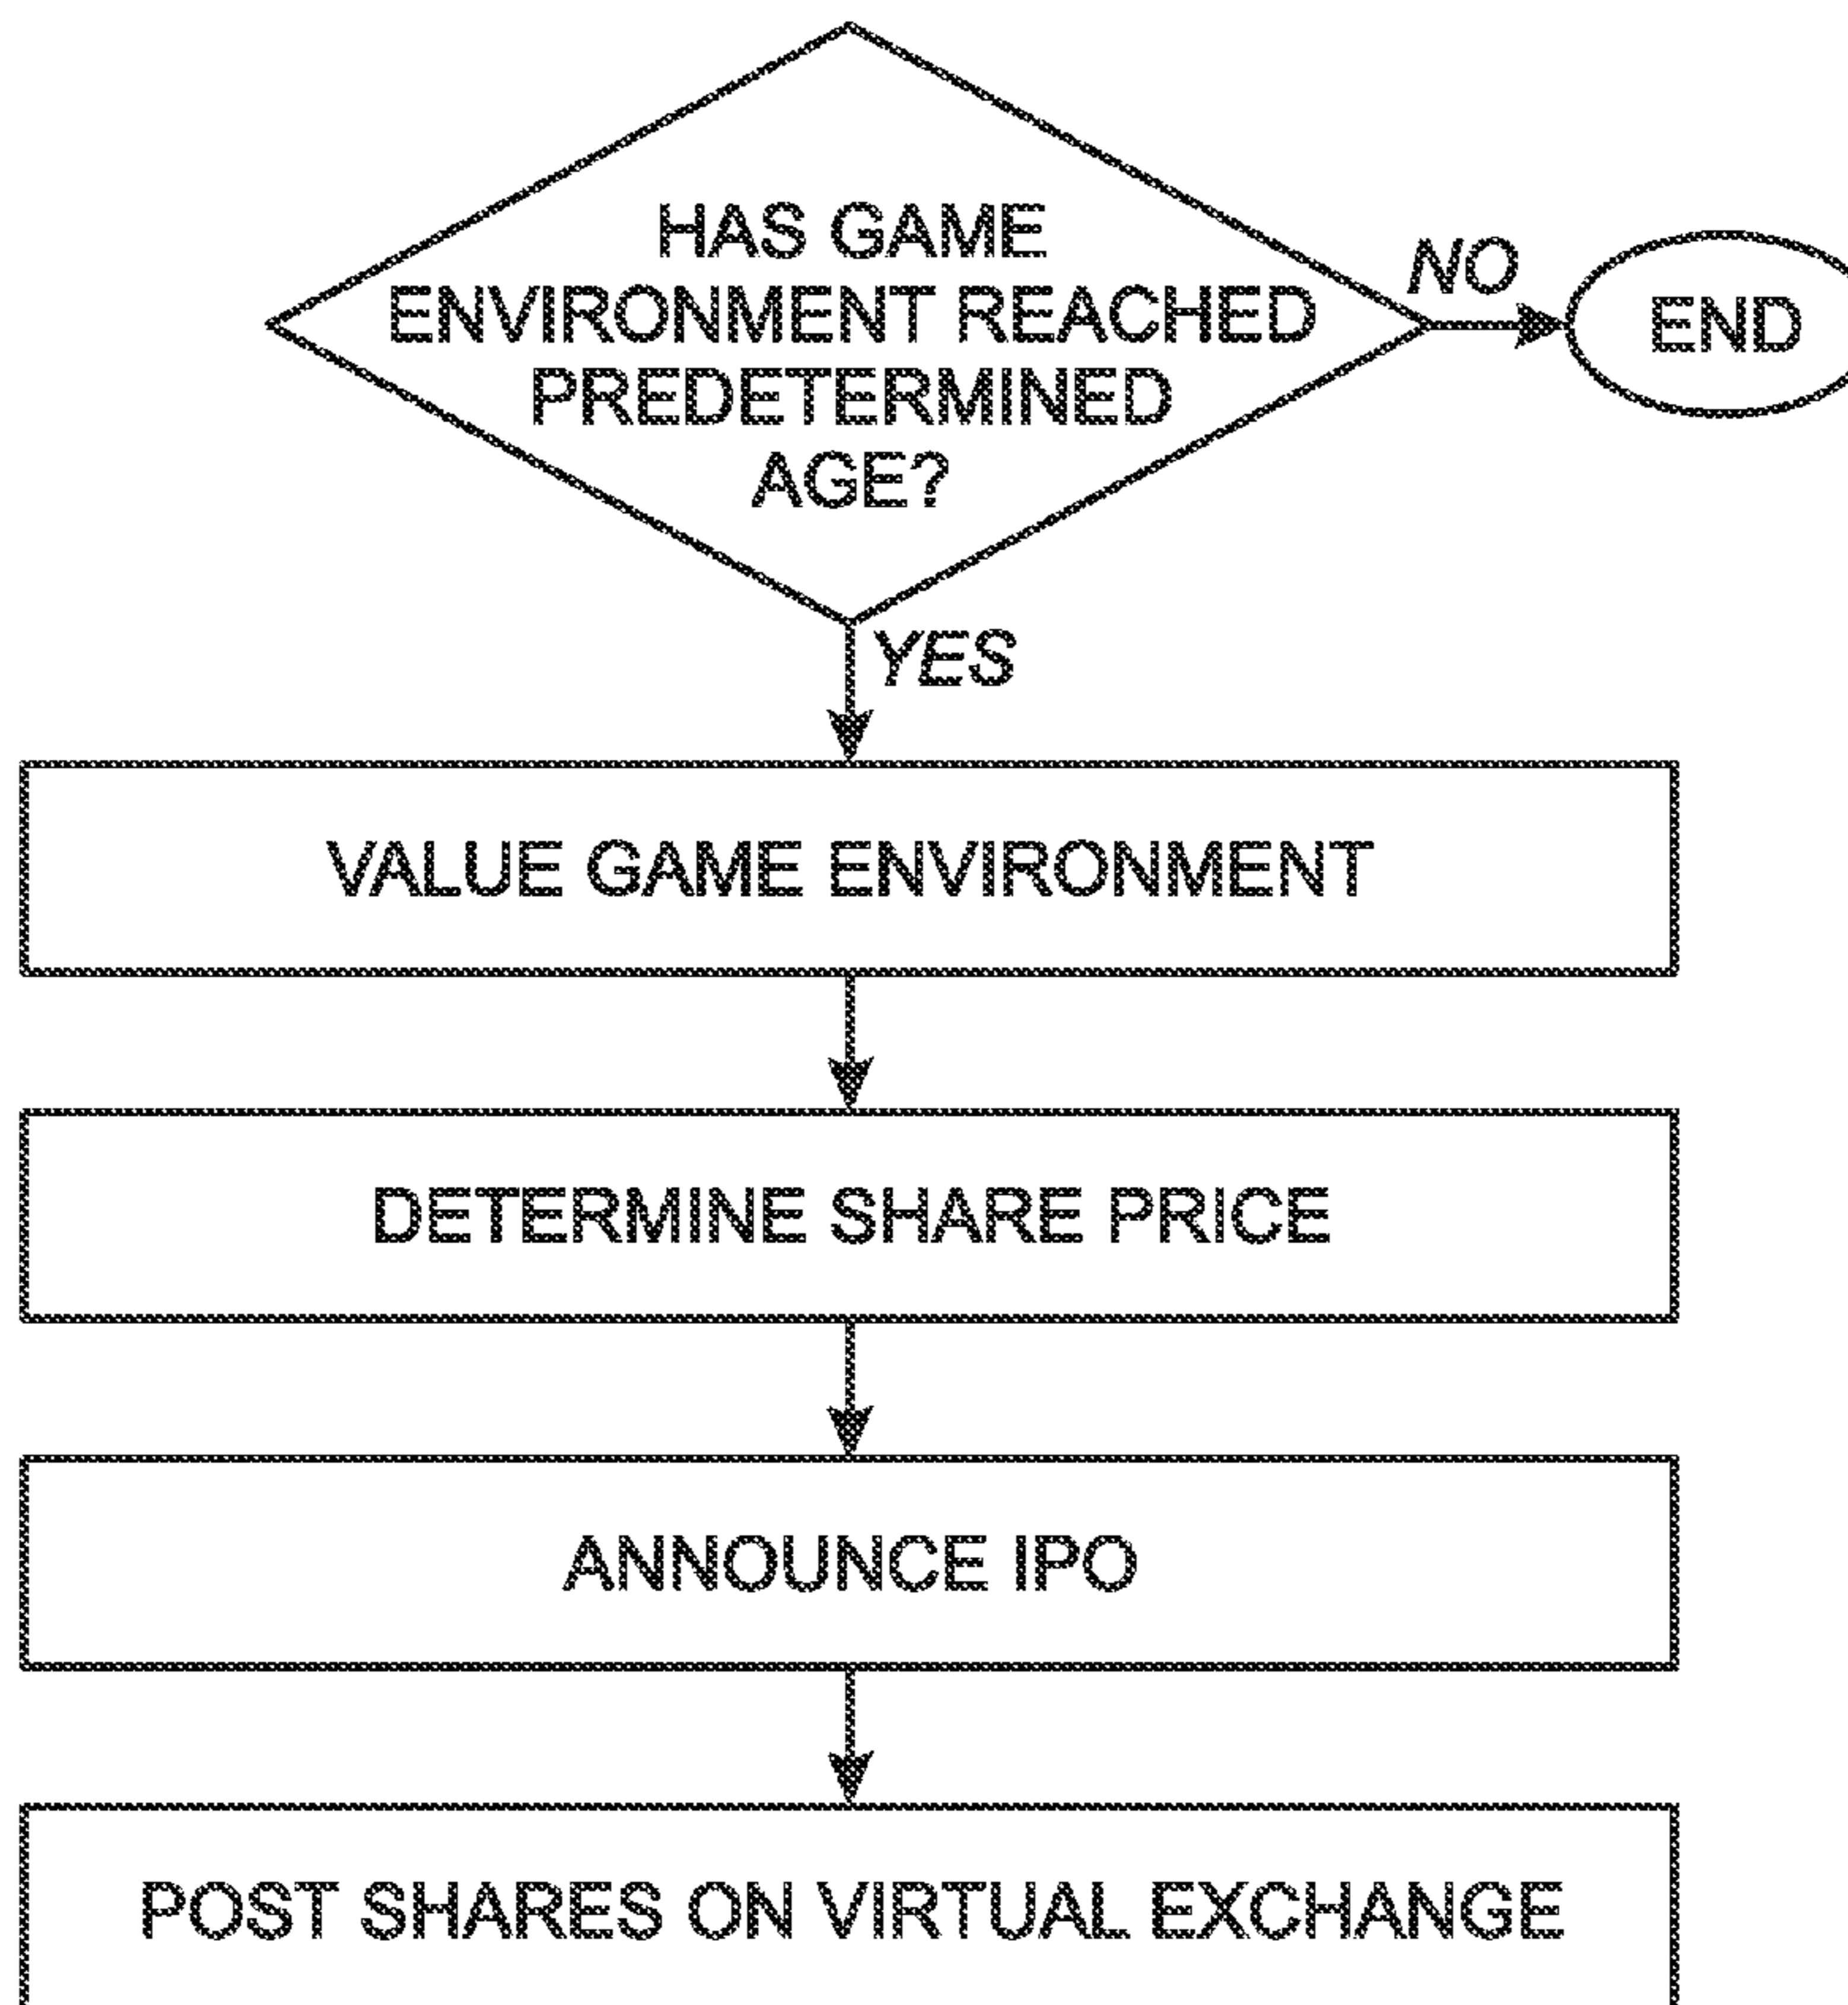 HAS GAME
ENVIRONMENT REACHED
PREDETERMINED
AGE?
NO
END
YES
VALUE GAME ENVIRONMENT
DETERMINE SHARE PRICE
ANNOUNCE IPO
POST SHARES ON VIRTUAL EXCHANGE